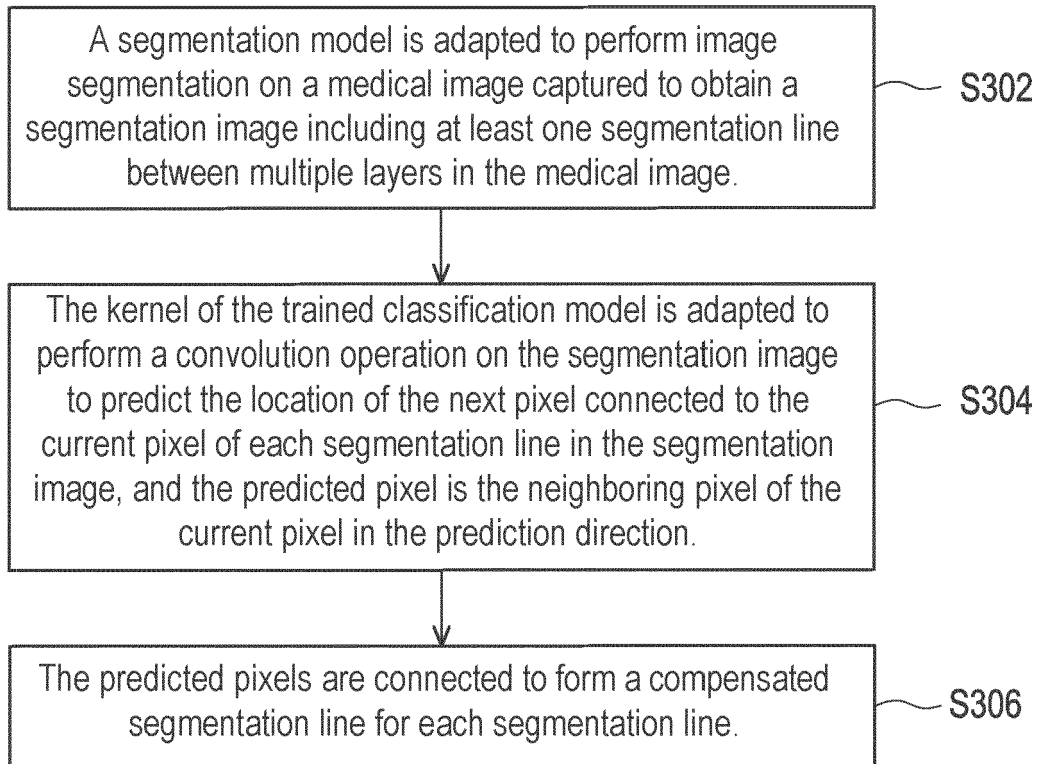 A segmentation model is adapted to perform image
segmentation on a medical image captured to obtain a
segmentation image including at least one segmentation line
between multiple layers in the medical image.
S302
The kernel of the trained classification model is adapted to
perform a convolution operation on the segmentation image
to predict the location of the next pixel connected to the
current pixel of each segmentation line in the segmentation
image, and the predicted pixel is the neighboring pixel of the
current pixel in the prediction direction.
S304
The predicted pixels are connected to form a compensated
segmentation line for each segmentation line.
S306